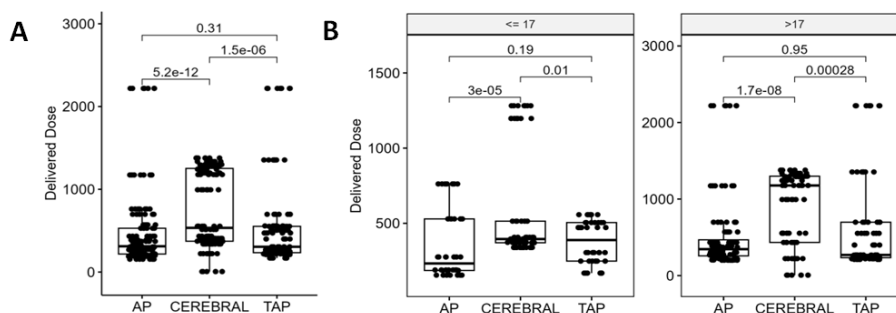 A
Delivered Dose
3000
2000
1000
0
0.31
1.5e-06
5.2e-12
AP CEREBRAL TAP
B
Delivered Dose
<= 17
1500
1000
500
0.19
0.01
3e-05
AP CEREBRAL TAP
>17
3000
2000
1000
0
0.95
0.00028
1.7e-08
AP CEREBRAL TAP